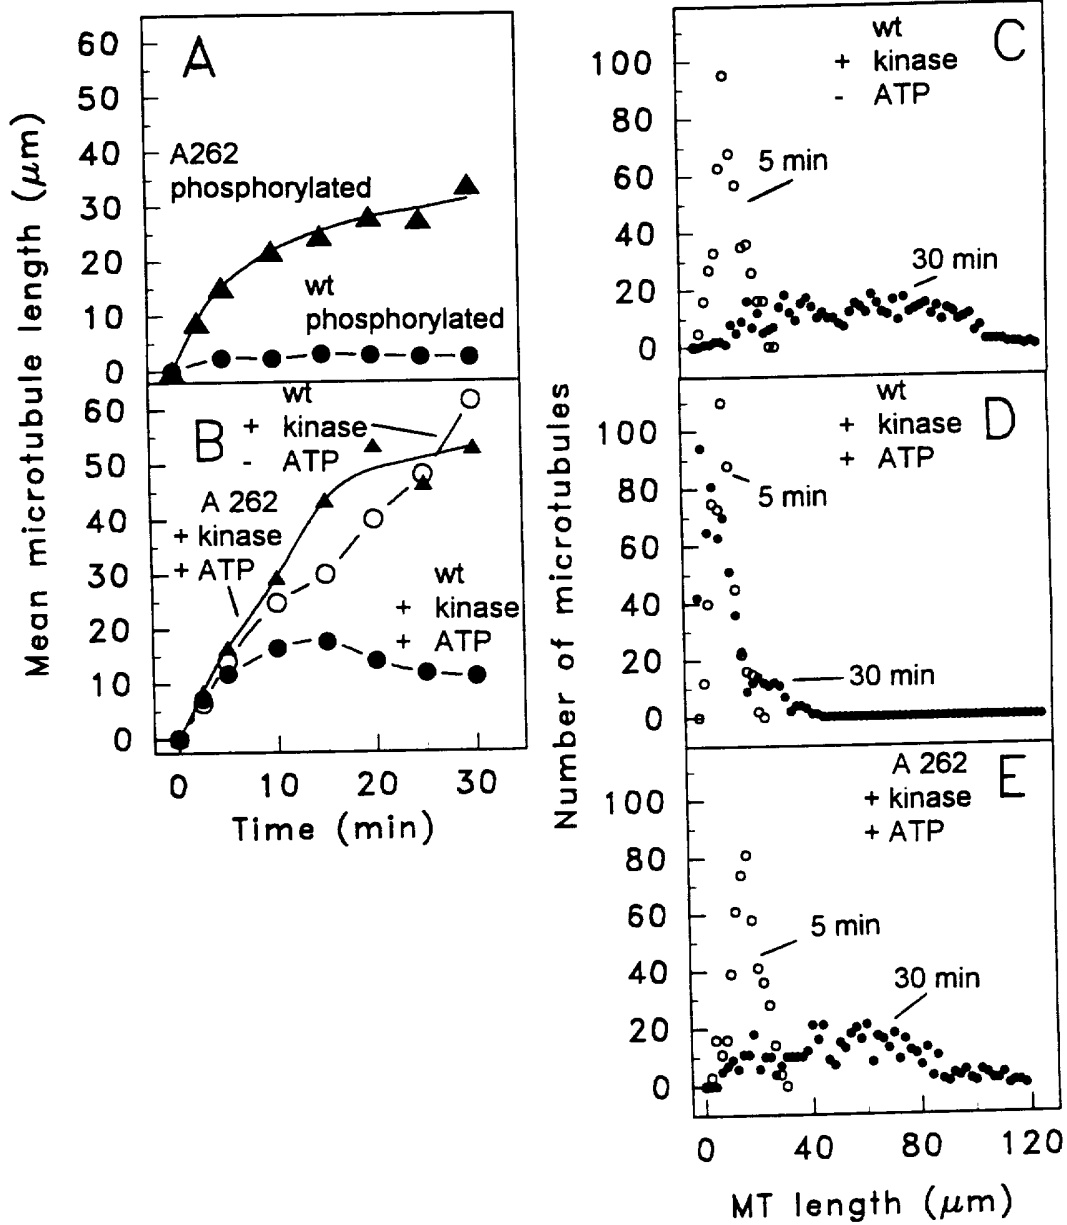 A
60
50
40
30
20
10
0
A262
phosphorylated
wt
phosphorylated
B
60
50
40
30
20
10
0
wt
+ kinase
- ATP
A 262
+ kinase
+ ATP
wt
+ kinase
+ ATP
0 10 20 30
Time (min)
Mean microtubule length (μm)
C
wt
+ kinase
- ATP
100
80
60
40
20
0
5 min
30 min
D
wt
+ kinase
+ ATP
100
80
60
40
20
0
5 min
30 min
E
A 262
+ kinase
+ ATP
100
80
60
40
20
0
5 min
30 min
0 40 80 120
MT length (μm)
Number of microtubules